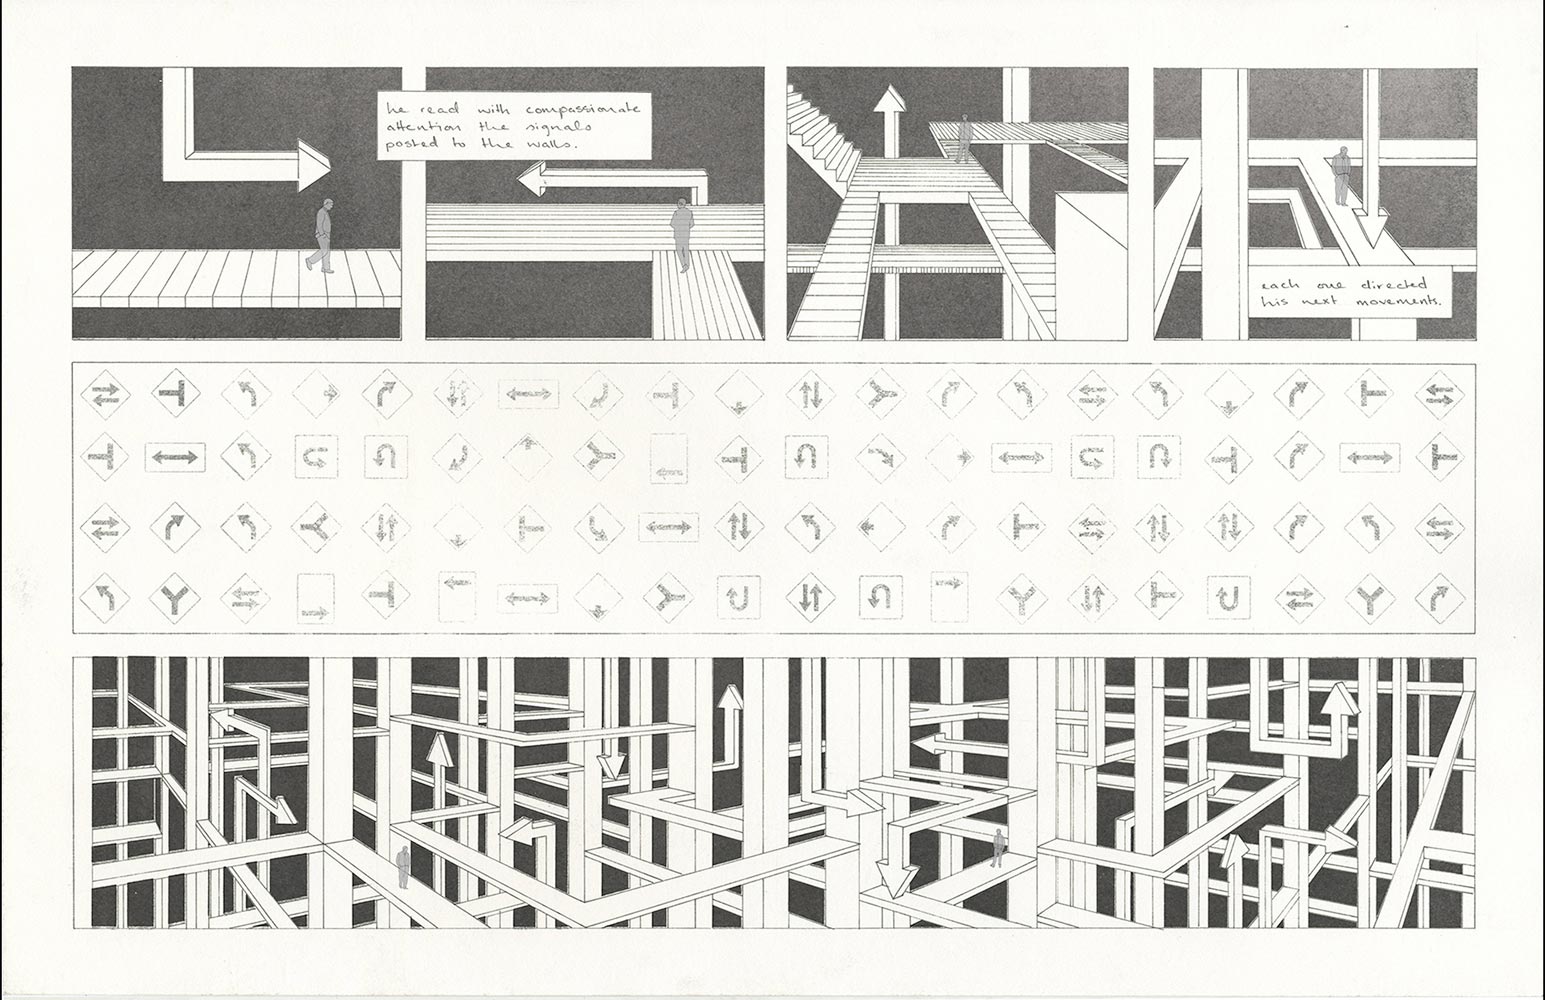 he read with compassionate
attention the signals
posted to the walls.
each one directed
his next movements.